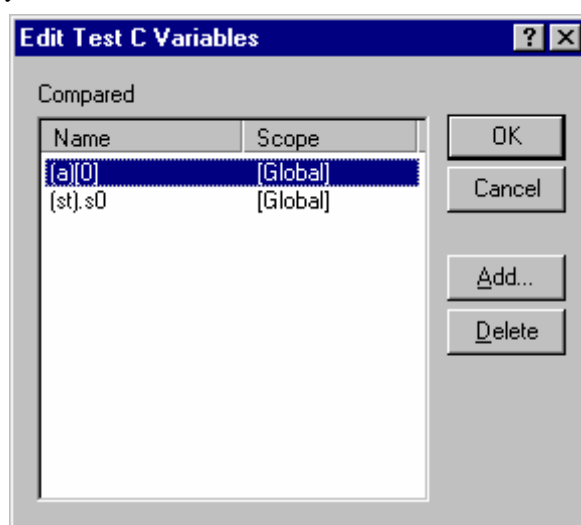 Edit Test C Variables ? ×
Compared
Name Scope
(a)[0] [Global]
(st).s0 [Global]
OK
Cancel
Add...
Delete